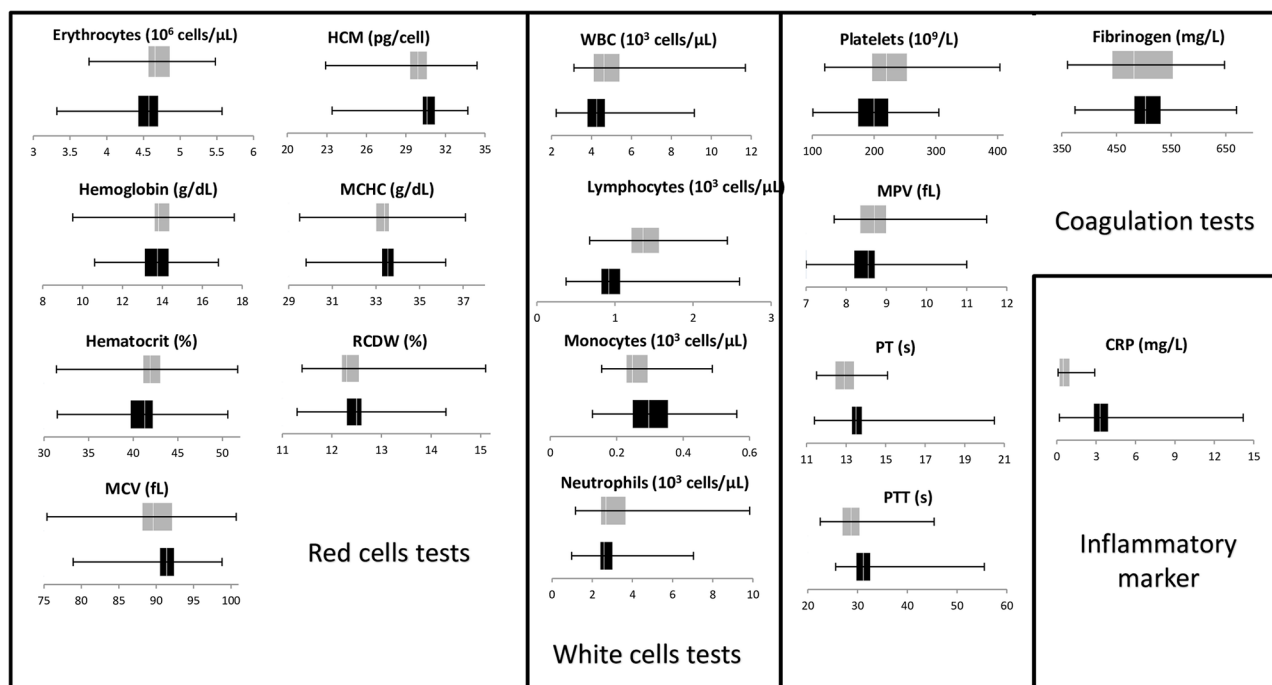 Erythrocytes (10⁶ cells/µL)
3 3.5 4 4.5 5 5.5 6
HCM (pg/cell)
20 23 26 29 32 35
Hemoglobin (g/dL)
8 10 12 14 16 18
MCHC (g/dL)
29 31 33 35 37
Hematocrit (%)
30 35 40 45 50
RCDW (%)
11 12 13 14 15
MCV (fL)
75 80 85 90 95 100
Red cells tests
WBC (10³ cells/µL)
0 2 4 6 8 10 12
Lymphocytes (10³ cells/µL)
0 1 2 3
Monocytes (10³ cells/µL)
0 0.2 0.4 0.6
Neutrophils (10³ cells/µL)
0 2 4 6 8 10
White cells tests
Platelets (10⁹/L)
100 200 300 400
Fibrinogen (mg/L)
350 450 550 650
MPV (fL)
7 8 9 10 11 12
Coagulation tests
PT (s)
11 13 15 17 19 21
PTT (s)
20 30 40 50 60
CRP (mg/L)
0 3 6 9 12 15
Inflammatory
marker